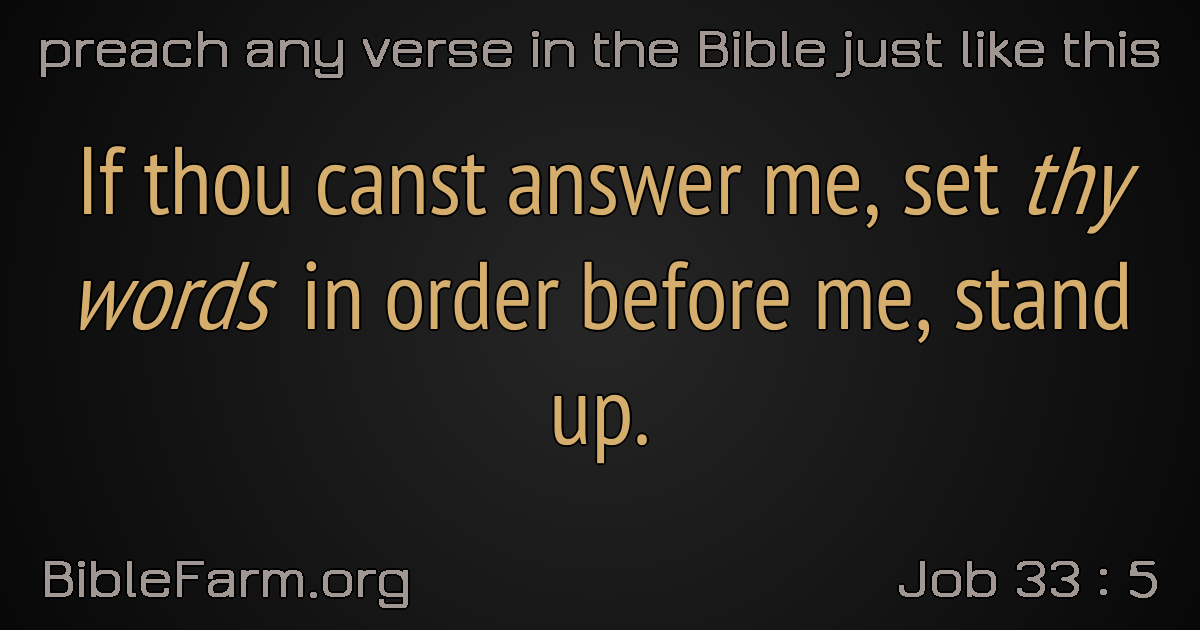 preach any verse in the Bible just like this
If thou canst answer me, set thy
words in order before me, stand
up.
BibleFarm.org
Job 33 : 5